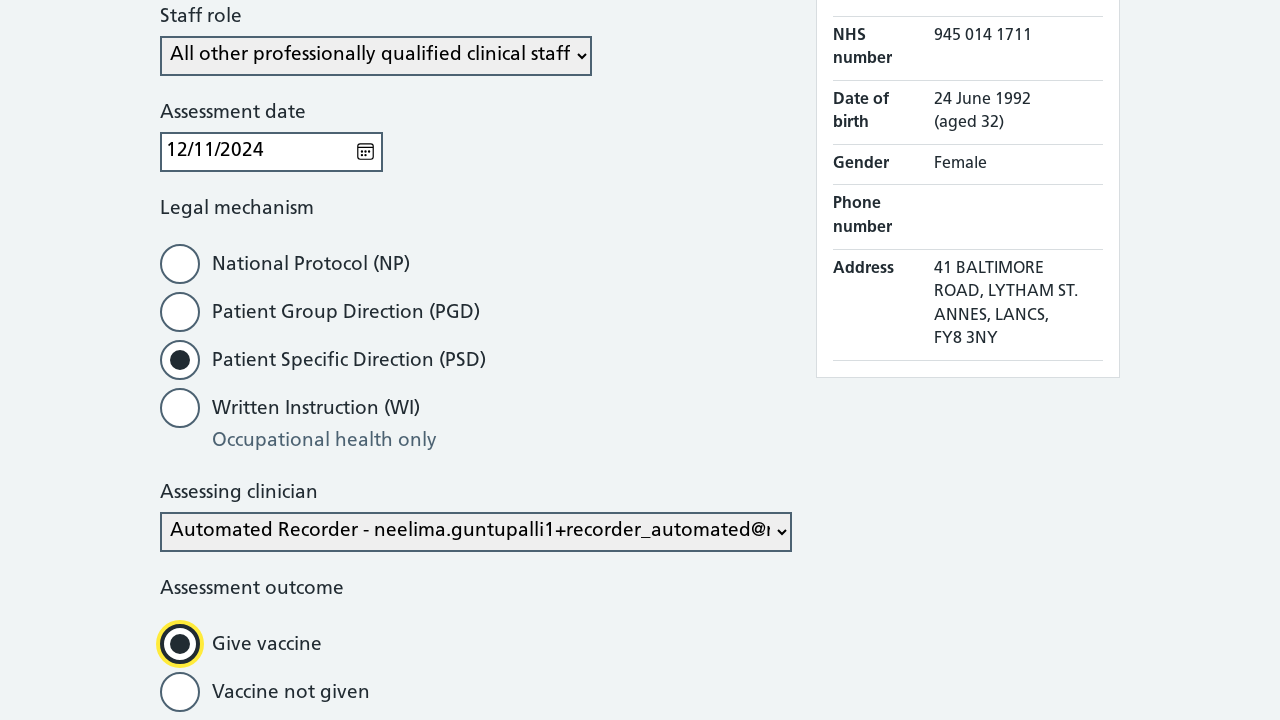 Staff role
All other professionally qualified clinical staff
Assessment date
12/11/2024
Legal mechanism
National Protocol (NP)
Patient Group Direction (PGD)
Patient Specific Direction (PSD)
Written Instruction (WI)
Occupational health only
Assessing clinician
Automated Recorder - neelima.guntupalli1+recorder_automated@
Assessment outcome
Give vaccine
Vaccine not given
NHS number
945 014 1711
Date of birth
24 June 1992
(aged 32)
Gender
Female
Phone number
Address
41 BALTIMORE
ROAD, LYTHAM ST.
ANNES, LANCS,
FY8 3NY